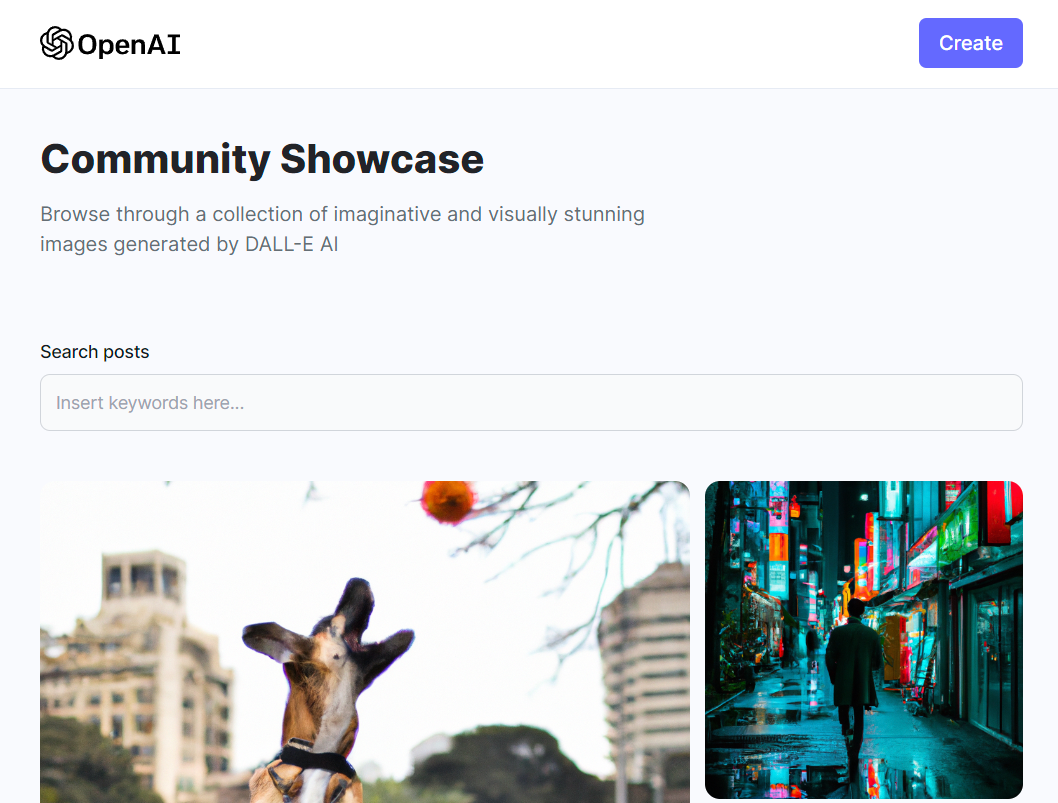 OpenAI
Create
Community Showcase
Browse through a collection of imaginative and visually stunning
images generated by DALL-E AI
Search posts
Insert keywords here...